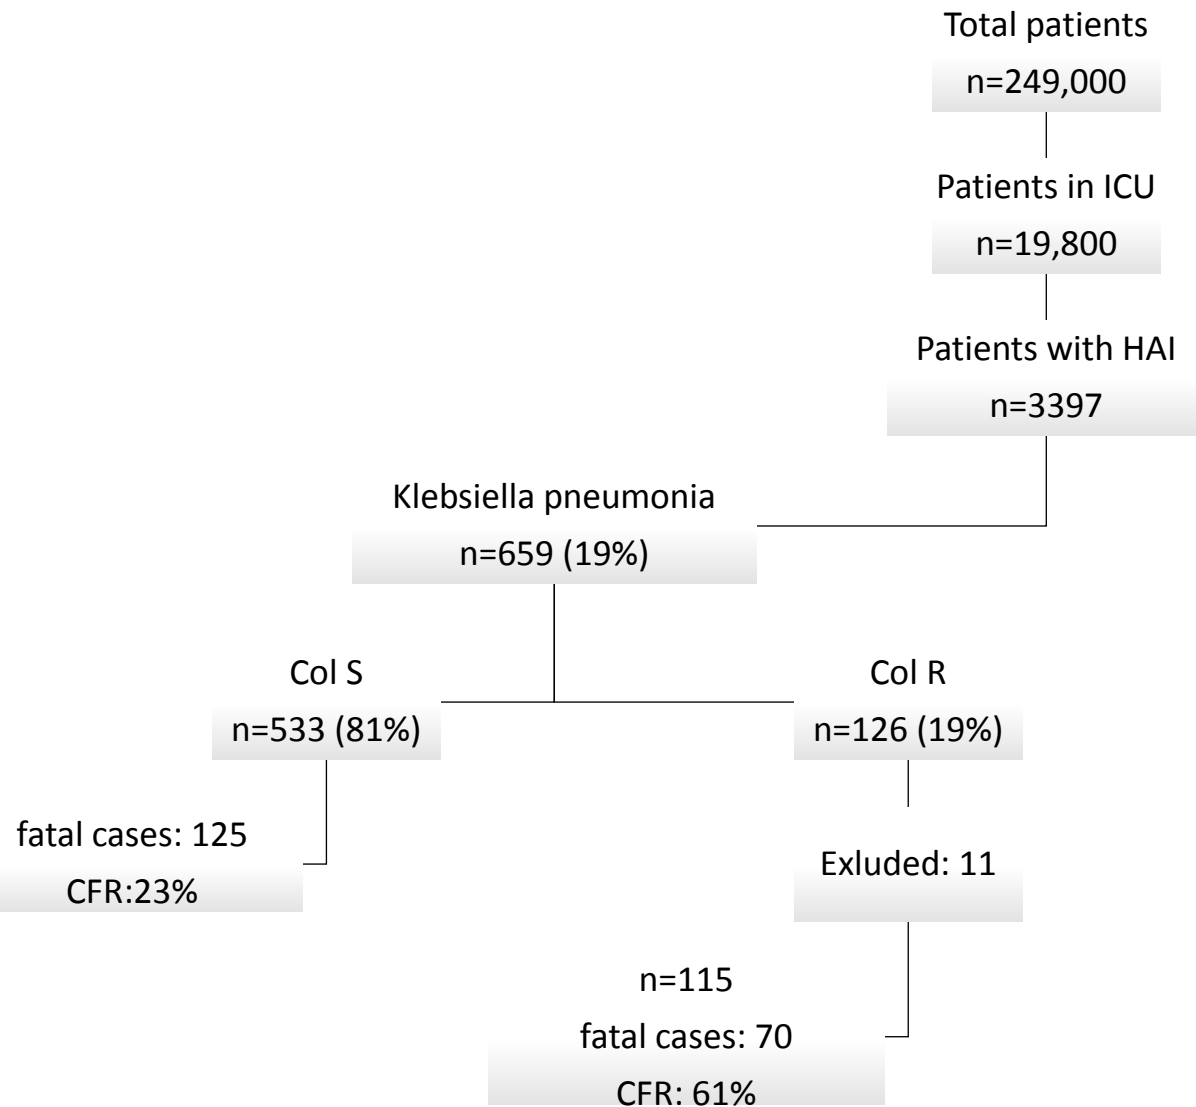 Total patients
n=249,000
Patients in ICU
n=19,800
Patients with HAI
n=3397
Klebsiella pneumonia
n=659 (19%)
Col S
n=533 (81%)
Col R
n=126 (19%)
fatal cases: 125
CFR:23%
Exluded: 11
n=115
fatal cases: 70
CFR: 61%